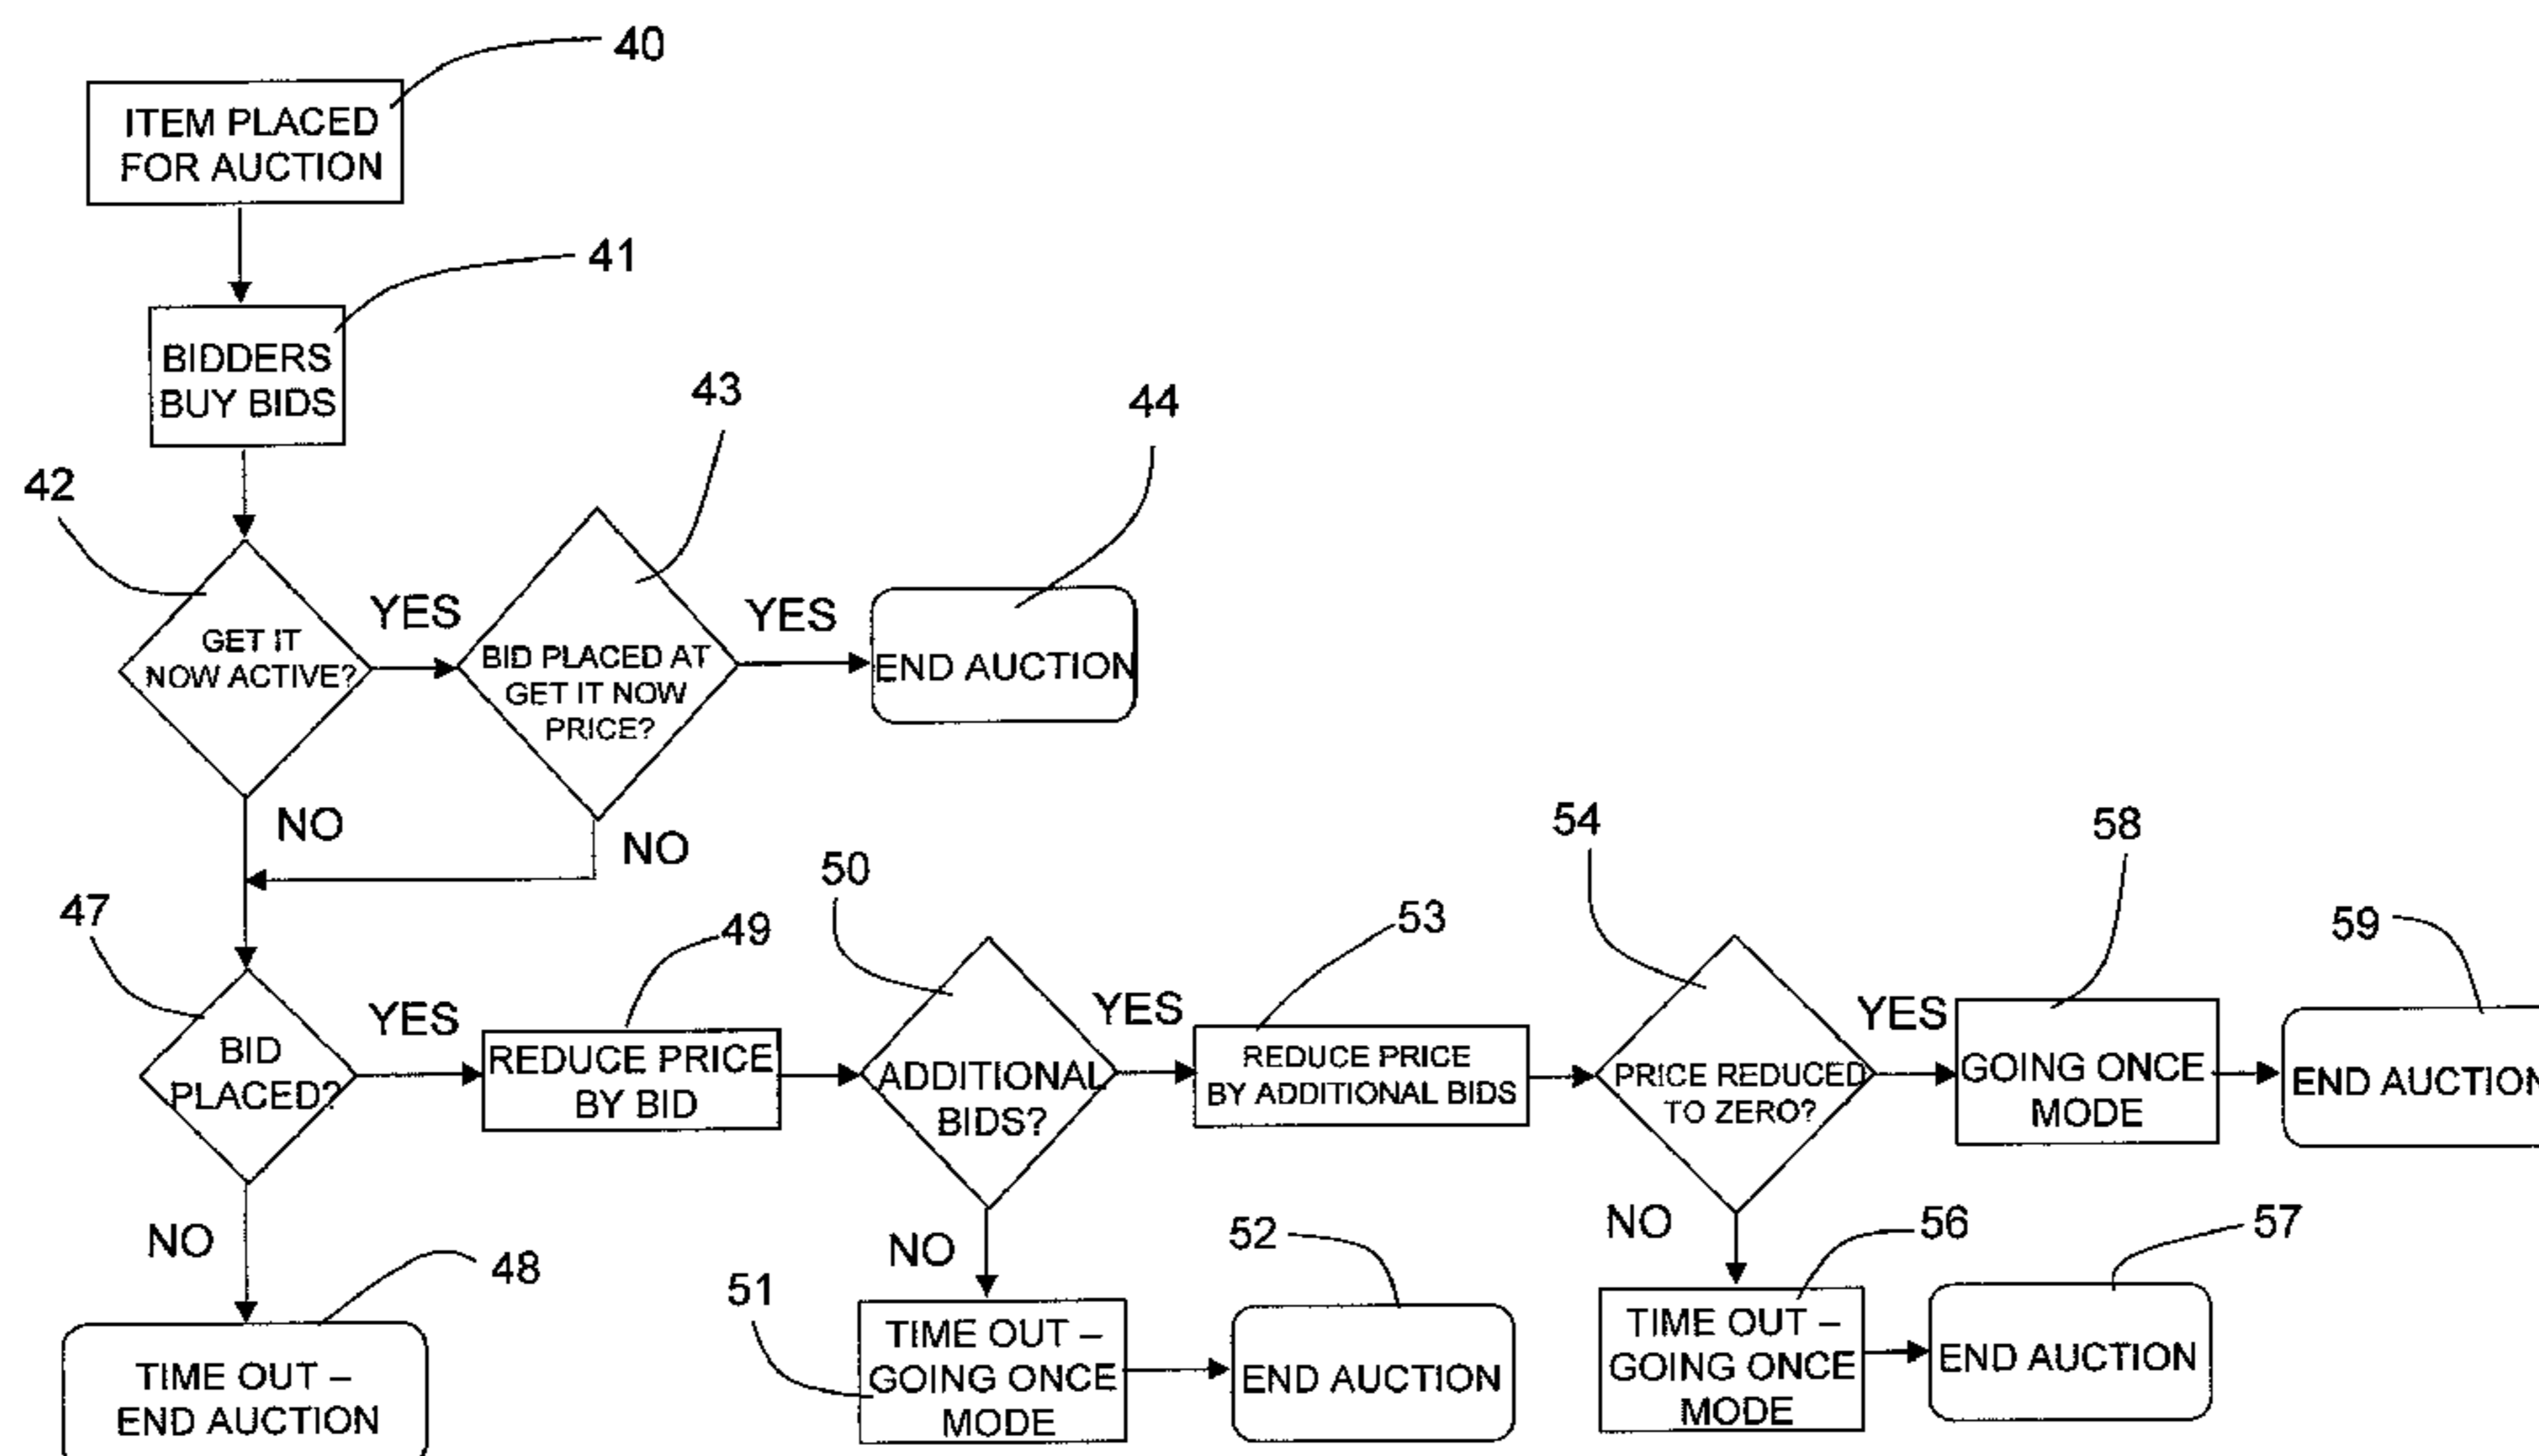 40
ITEM PLACED
FOR AUCTION
41
BIDDERS
BUY BIDS
42
GET IT
NOW ACTIVE?
YES
43
BID PLACED AT
GET IT NOW
PRICE?
YES
44
END AUCTION
NO
NO
47
BID
PLACED?
YES
49
REDUCE PRICE
BY BID
50
ADDITIONAL
BIDS?
YES
53
REDUCE PRICE
BY ADDITIONAL BIDS
54
PRICE REDUCED
TO ZERO?
YES
58
GOING ONCE
MODE
59
END AUCTION
NO
48
TIME OUT –
END AUCTION
NO
51
TIME OUT –
GOING ONCE
MODE
52
END AUCTION
NO
56
TIME OUT –
GOING ONCE
MODE
57
END AUCTION